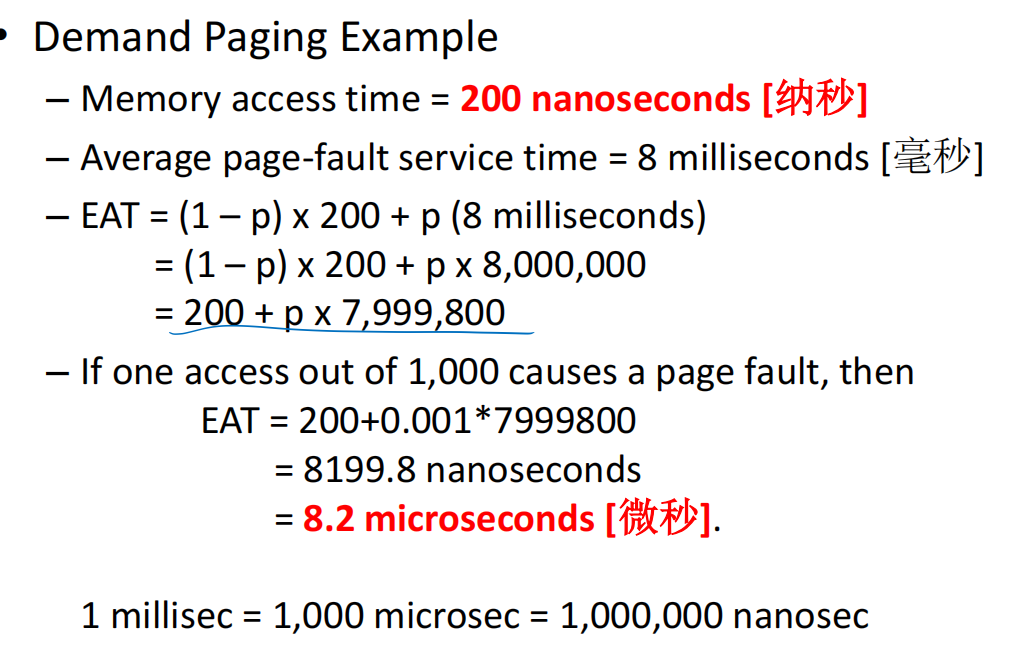 • Demand Paging Example
– Memory access time = 200 nanoseconds [纳秒]
– Average page-fault service time = 8 milliseconds [毫秒]
– EAT = (1 – p) x 200 + p (8 milliseconds)
= (1 – p) x 200 + p x 8,000,000
= 200 + p x 7,999,800
– If one access out of 1,000 causes a page fault, then
EAT = 200+0.001*7999800
= 8199.8 nanoseconds
= 8.2 microseconds [微秒].
1 millisec = 1,000 microsec = 1,000,000 nanosec